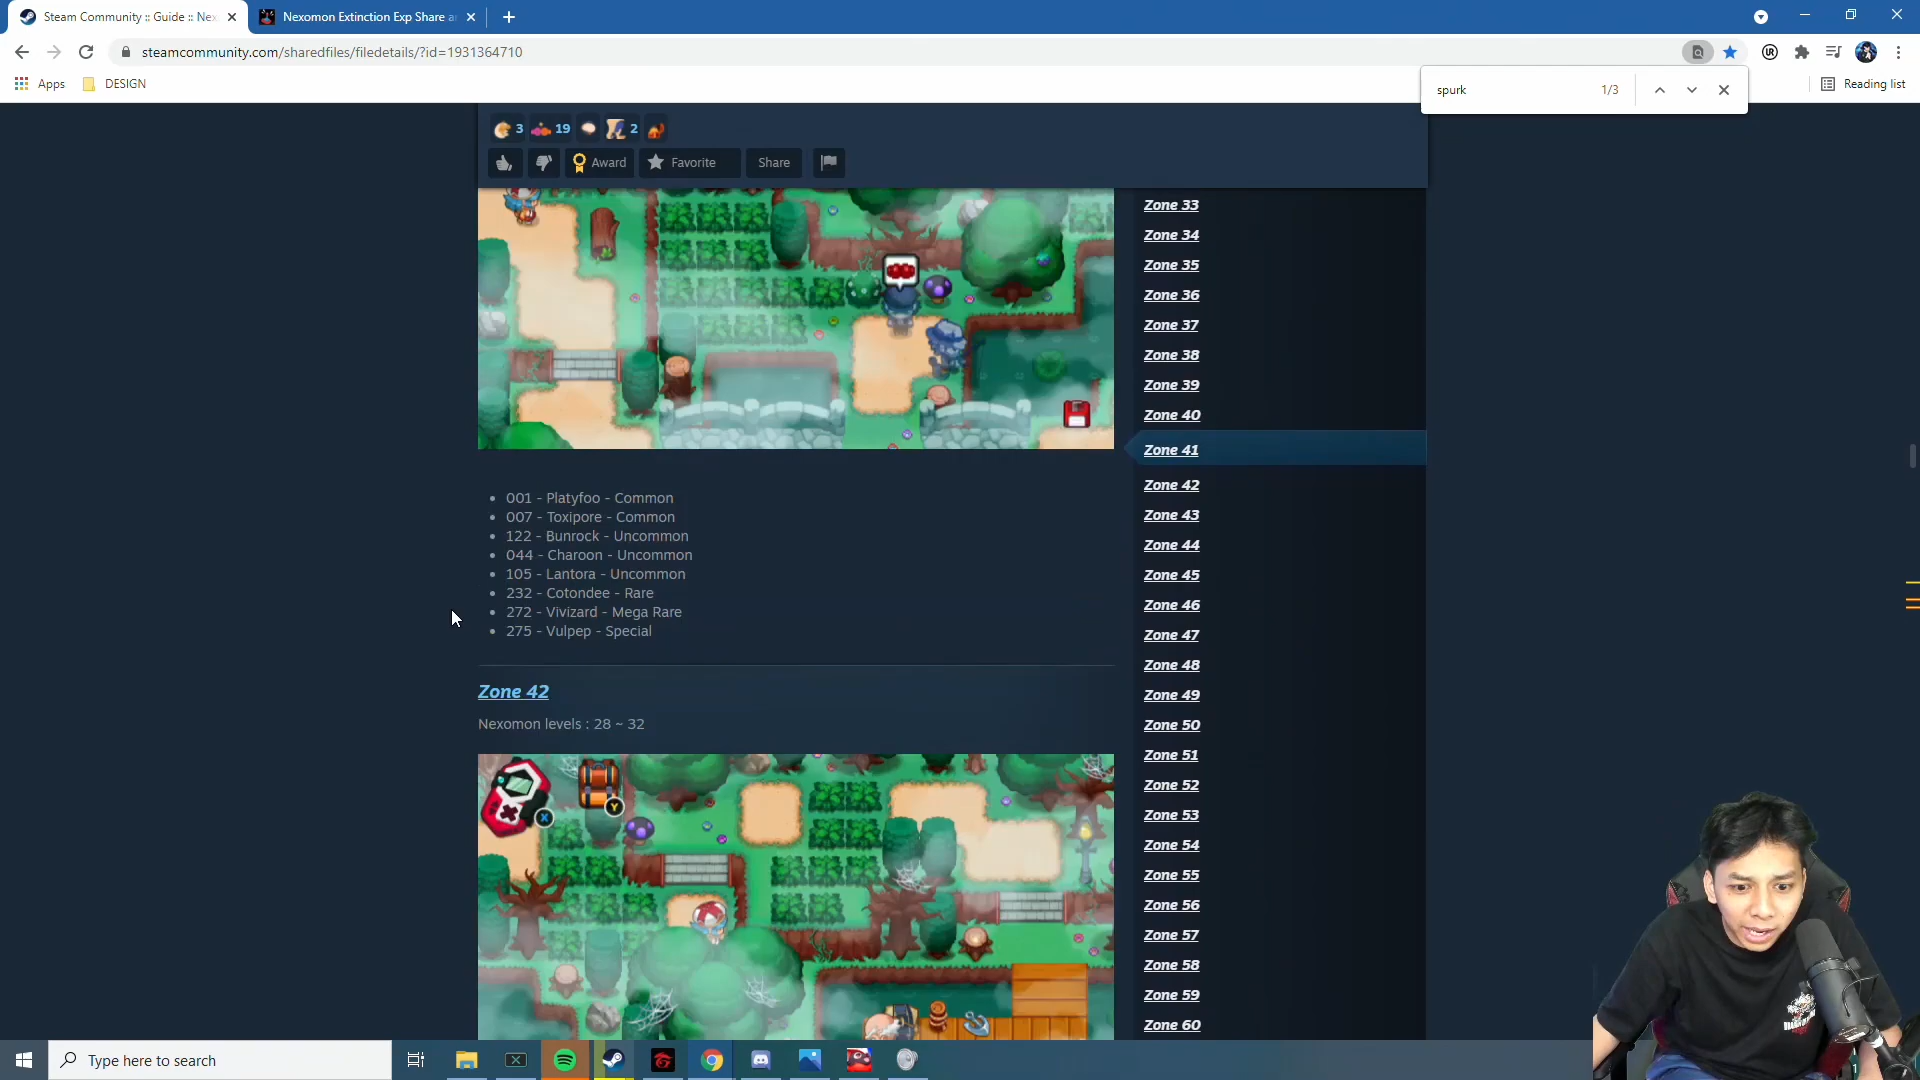 Steam Community :: Guide :: Nex
Nexomon Extinction Exp Share a
steamcommunity.com/sharedfiles/filedetails/?id=1931364710
Apps
DESIGN
Reading list
spurk
1/3
3
19
2
Award
Favorite
Share
001 - Platyfoo - Common
007 - Toxipore - Common
122 - Bunrock - Uncommon
044 - Charoon - Uncommon
105 - Lantora - Uncommon
232 - Cotondee - Rare
272 - Vivizard - Mega Rare
275 - Vulpep - Special
Zone 42
Nexomon levels : 28 ~ 32
X
Y
Zone 33
Zone 34
Zone 35
Zone 36
Zone 37
Zone 38
Zone 39
Zone 40
Zone 41
Zone 42
Zone 43
Zone 44
Zone 45
Zone 46
Zone 47
Zone 48
Zone 49
Zone 50
Zone 51
Zone 52
Zone 53
Zone 54
Zone 55
Zone 56
Zone 57
Zone 58
Zone 59
Zone 60
Type here to search